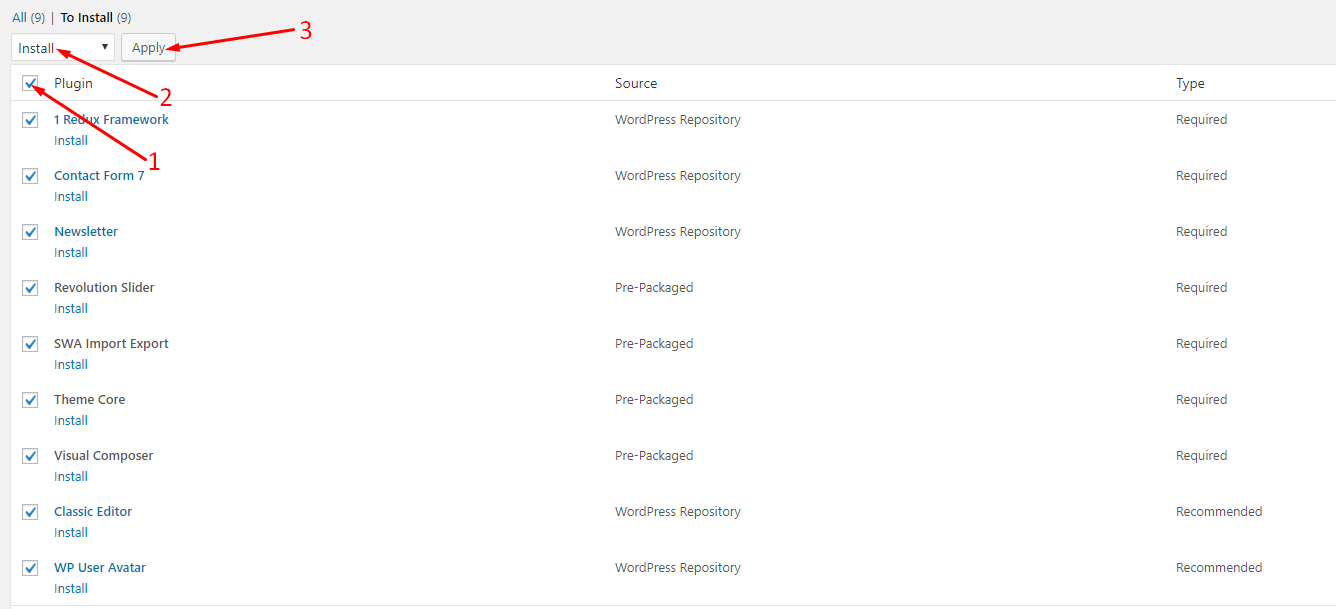 All (9) | To Install (9)
3
Install Apply
2
Plugin Source Type
1 Redux Framework WordPress Repository Required
Install
1
Contact Form 7 WordPress Repository Required
Install
Newsletter WordPress Repository Required
Install
Revolution Slider Pre-Packaged Required
Install
SWA Import Export Pre-Packaged Required
Install
Theme Core Pre-Packaged Required
Install
Visual Composer Pre-Packaged Required
Install
Classic Editor WordPress Repository Recommended
Install
WP User Avatar WordPress Repository Recommended
Install